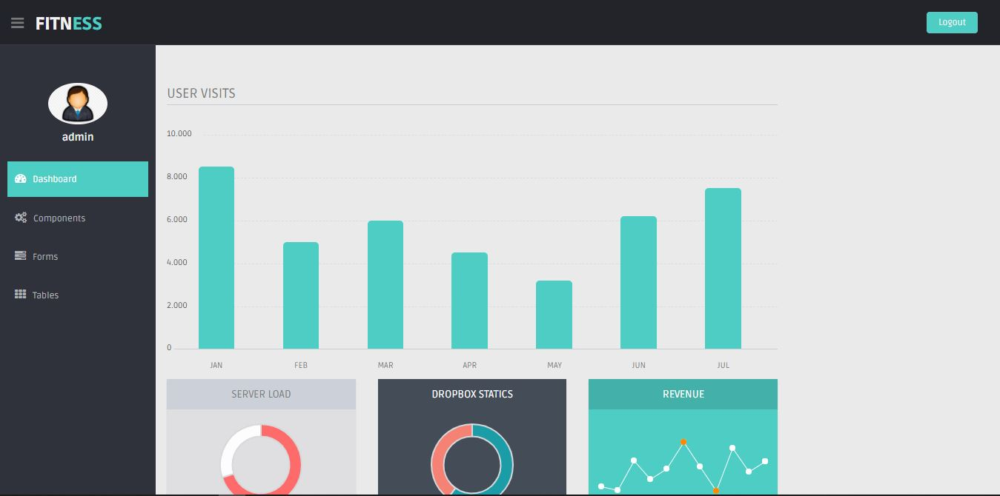 FITNESS
Logout
admin
Dashboard
Components
Forms
Tables
USER VISITS
10.000
8.000
6.000
4.000
2.000
0
JAN FEB MAR APR MAY JUN JUL
SERVER LOAD
DROPBOX STATICS
REVENUE